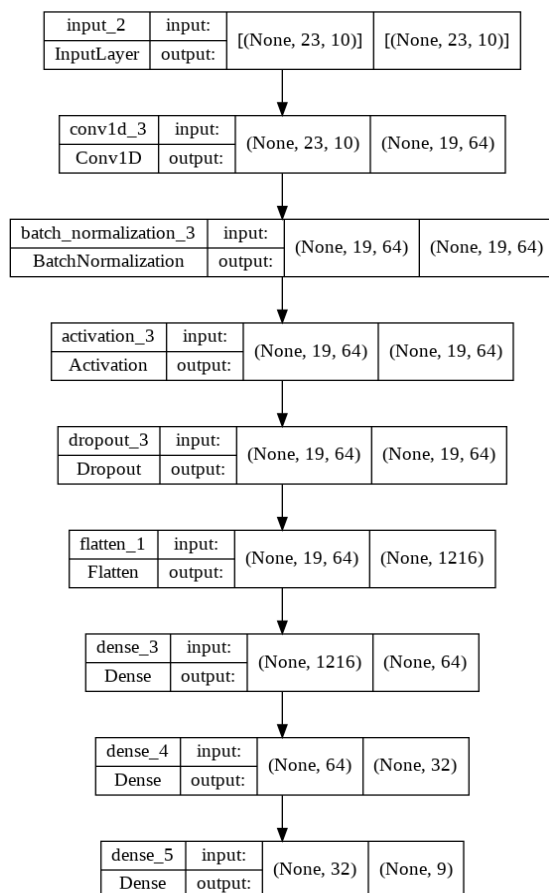 input_2 input: [(None, 23, 10)] [(None, 23, 10)]
InputLayer output:
conv1d_3 input: (None, 23, 10) (None, 19, 64)
Conv1D output:
batch_normalization_3 input: (None, 19, 64) (None, 19, 64)
BatchNormalization output:
activation_3 input: (None, 19, 64) (None, 19, 64)
Activation output:
dropout_3 input: (None, 19, 64) (None, 19, 64)
Dropout output:
flatten_1 input: (None, 19, 64) (None, 1216)
Flatten output:
dense_3 input: (None, 1216) (None, 64)
Dense output:
dense_4 input: (None, 64) (None, 32)
Dense output:
dense_5 input: (None, 32) (None, 9)
Dense output: